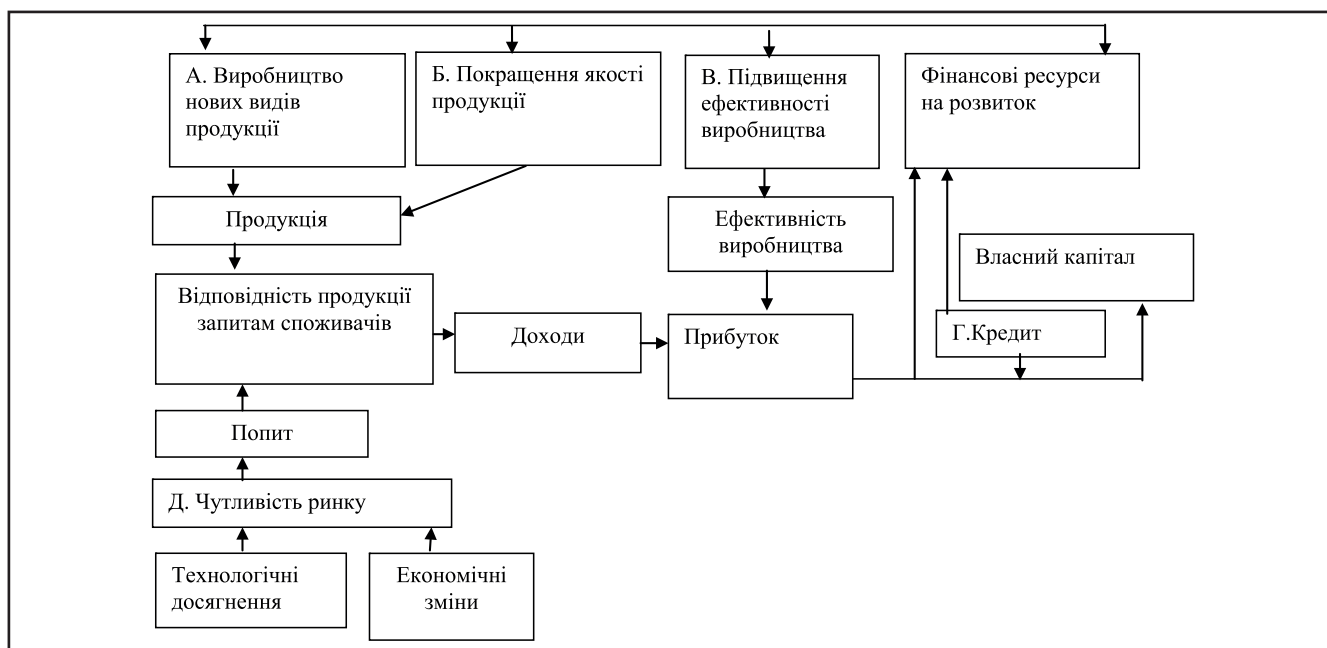 А. Виробництво
нових видів
продукції
Б. Покращення якості
продукції
В. Підвищення
ефективності
виробництва
Фінансові ресурси
на розвиток
Продукція
Ефективність
виробництва
Власний капітал
Відповідність продукції
запитам споживачів
Доходи
Прибуток
Г.Кредит
Попит
Д. Чутливість ринку
Технологічні
досягнення
Економічні
зміни